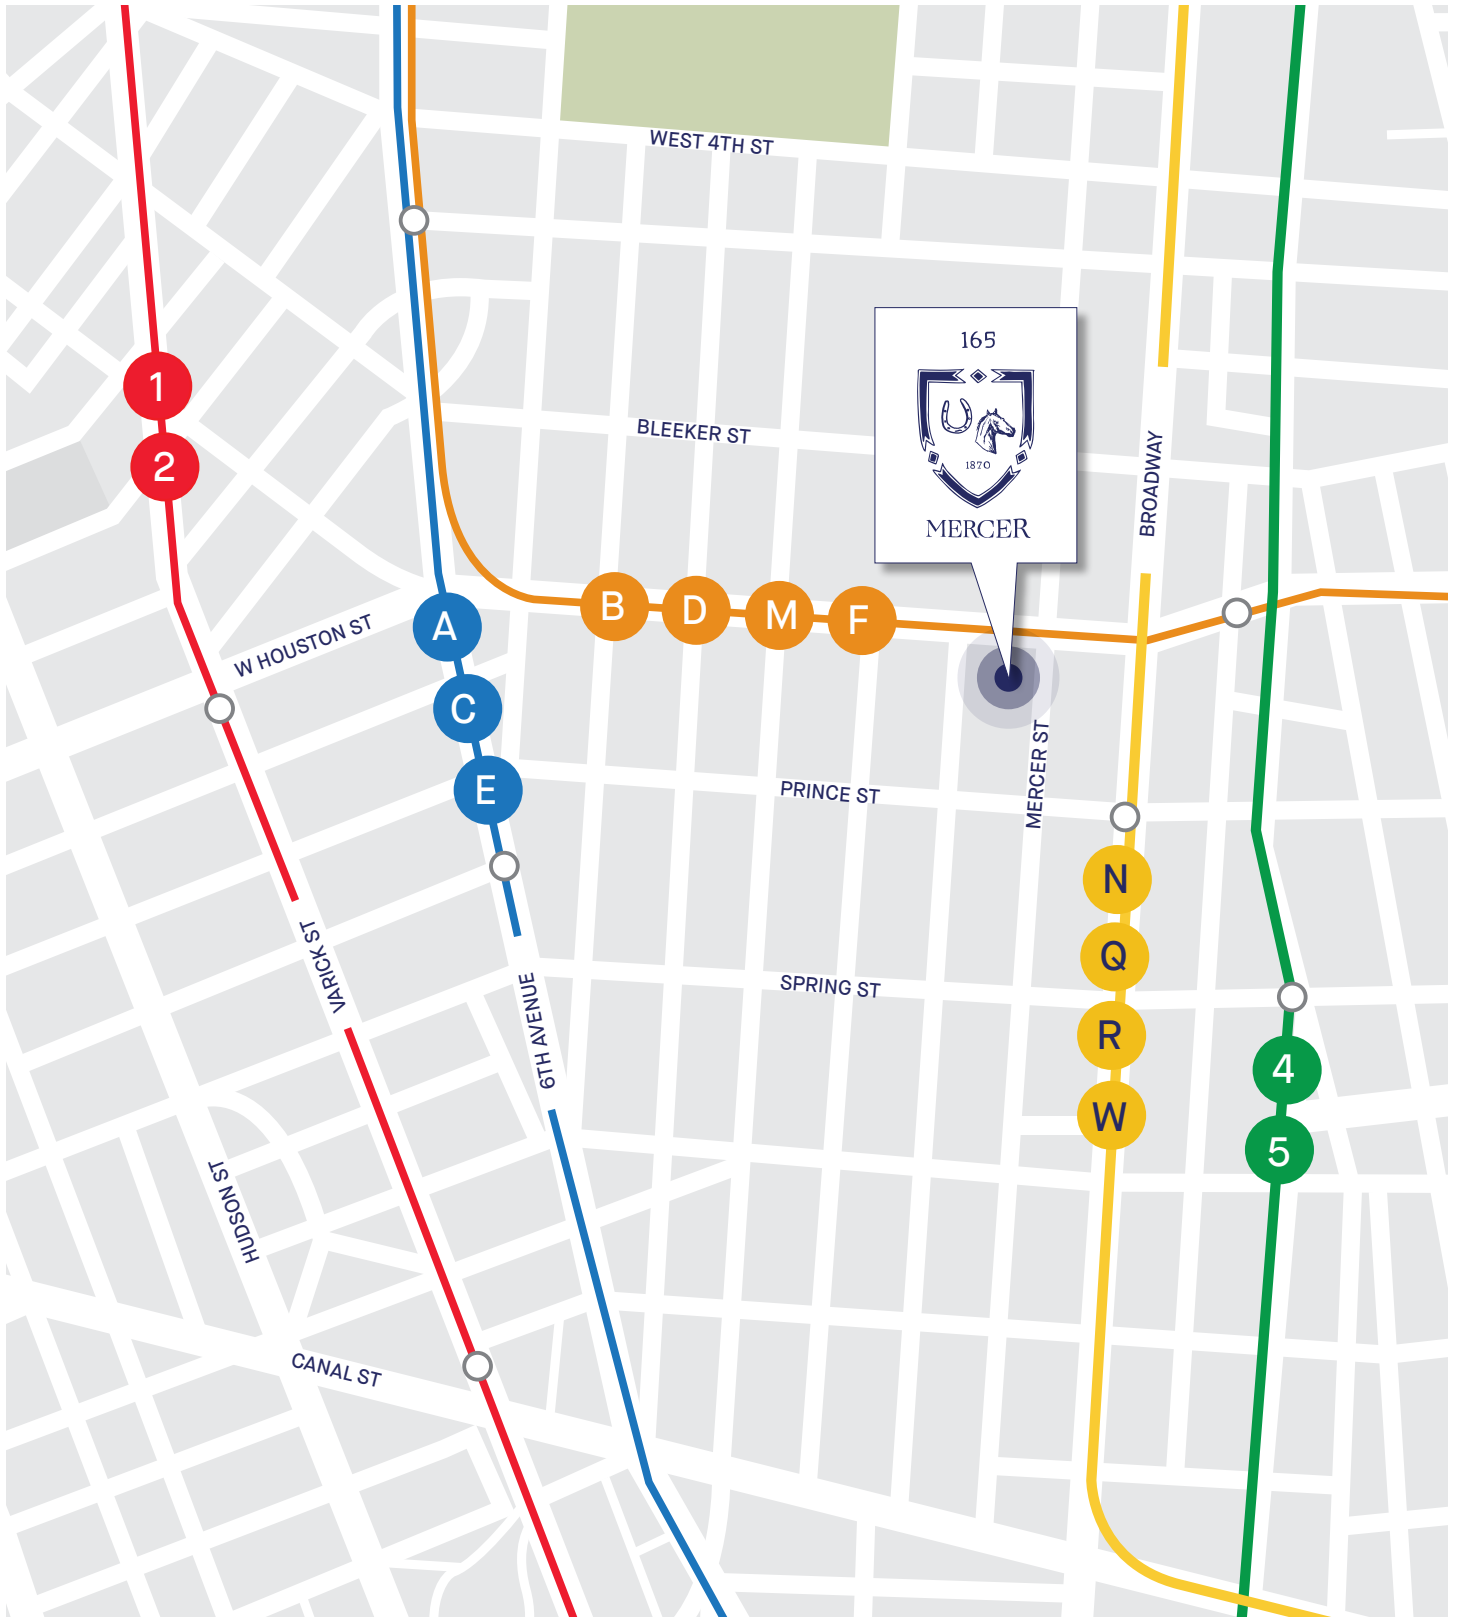 WEST 4TH ST
165
1870
MERCER
1
2
BLEEKER ST
BROADWAY
B
D
M
F
A
C
E
W HOUSTON ST
MERCER ST
PRINCE ST
N
Q
R
W
VARICK ST
6TH AVENUE
SPRING ST
4
5
HUDSON ST
CANAL ST